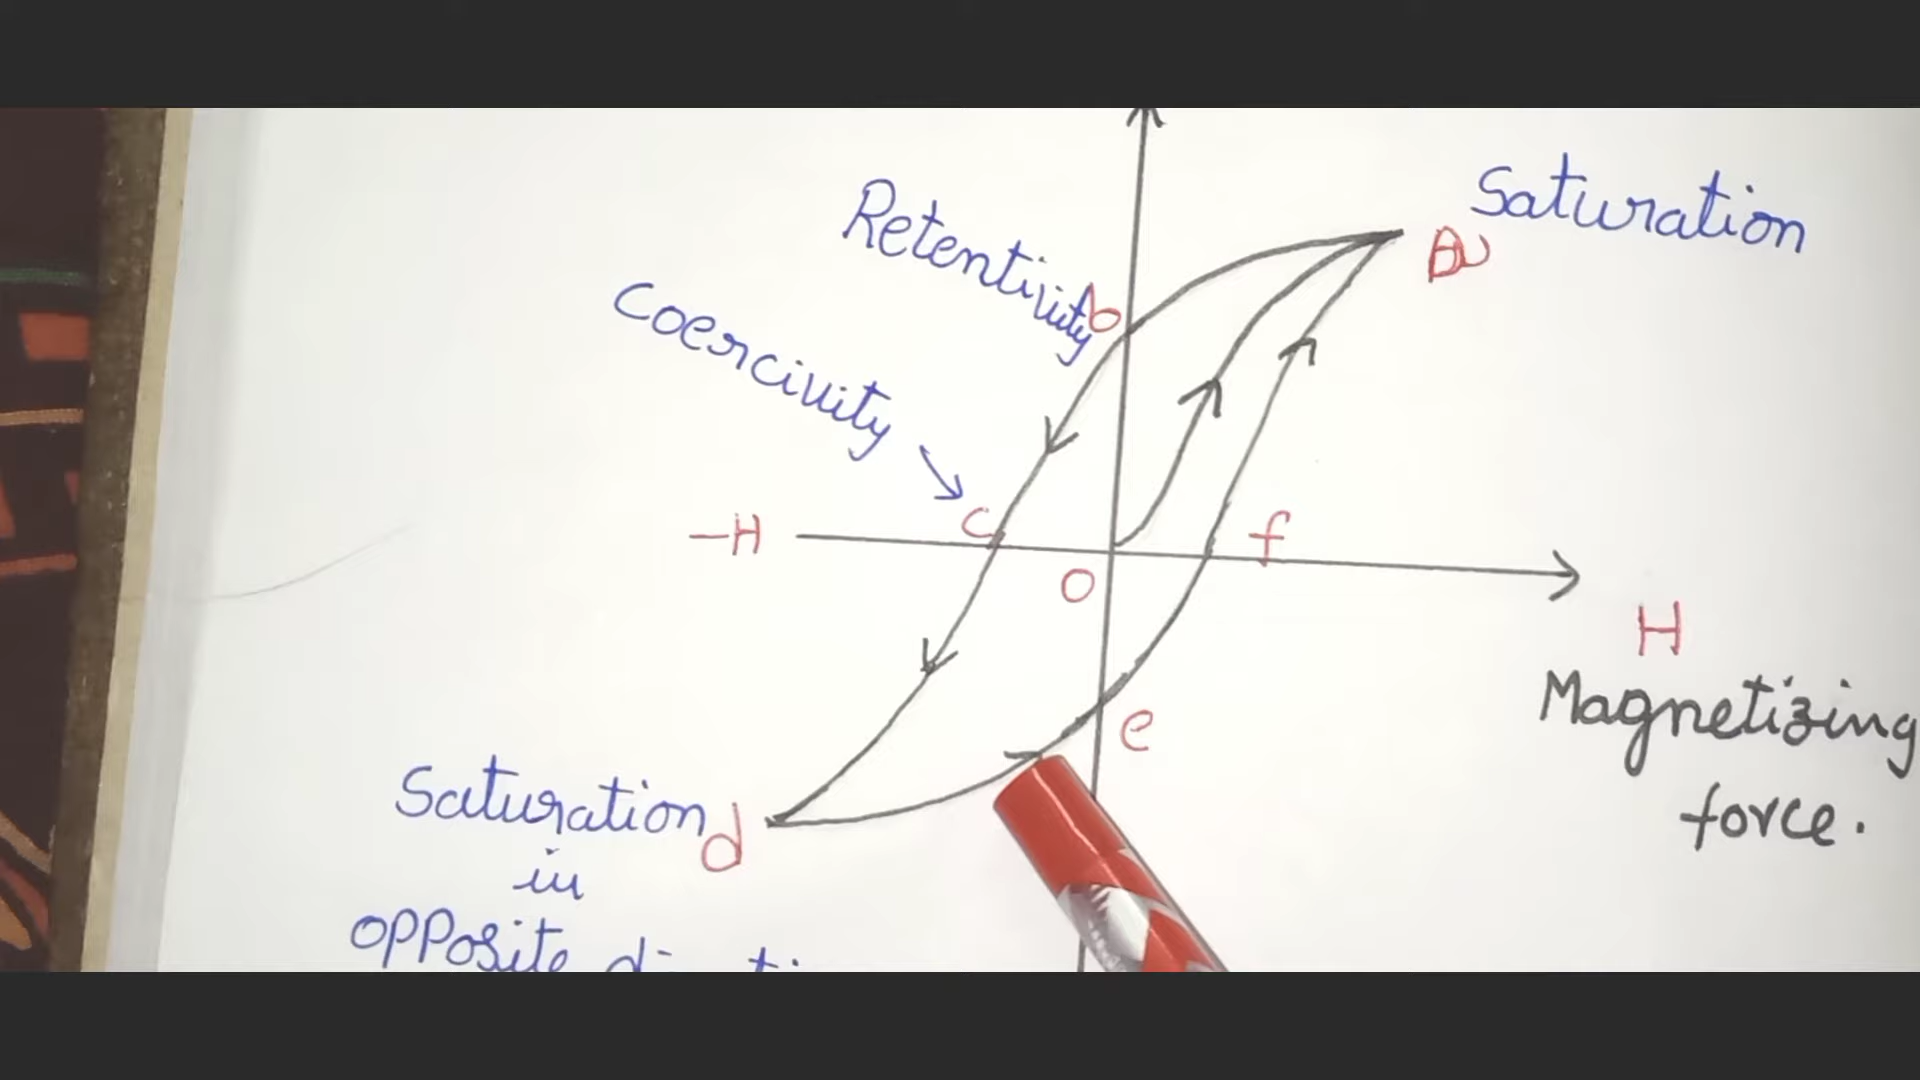 Saturation
Retentivity
b
Coercivity
c
-H
O
f
H
Magnetizing
force.
e
Saturation
d
in
opposite